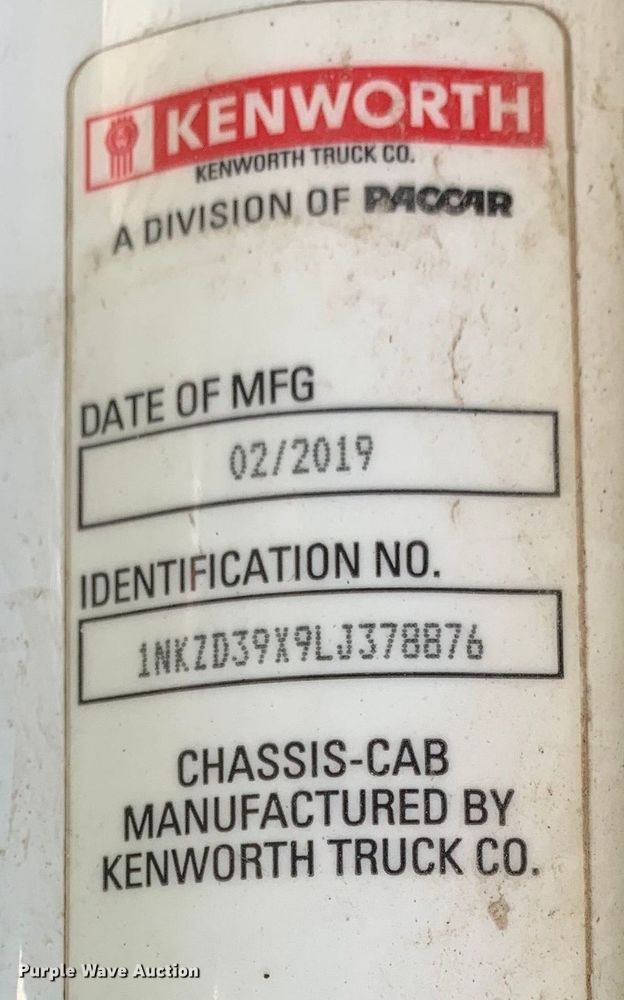 KENWORTH
KENWORTH TRUCK CO.
A DIVISION OF PACCAR
DATE OF MFG
02/2019
IDENTIFICATION NO.
1NKZD39X9LJ378876
CHASSIS-CAB
MANUFACTURED BY
KENWORTH TRUCK CO.
Purple Wave Auction